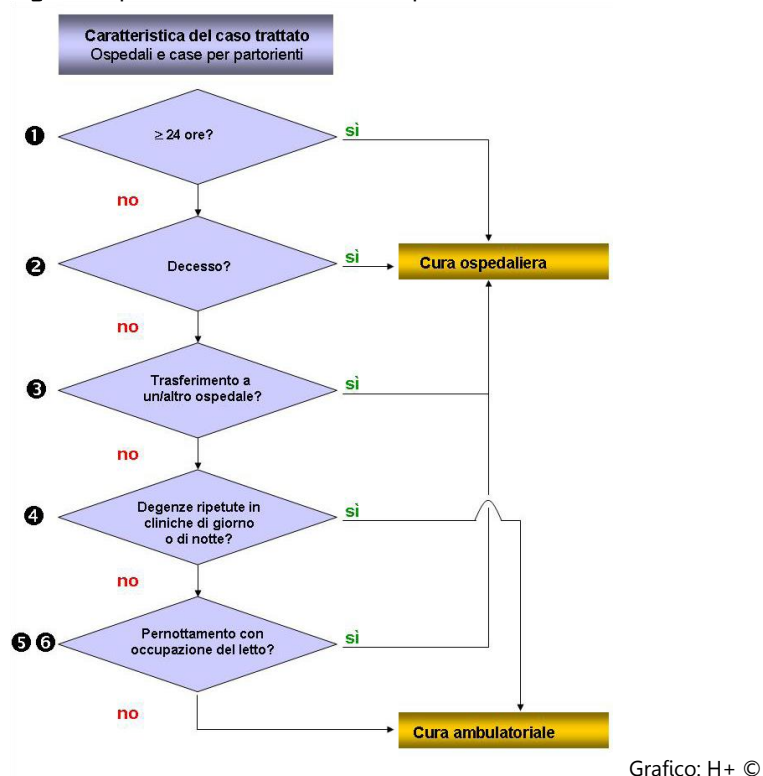 Caratteristica del caso trattato
Ospedali e case per partorienti
❶
≥ 24 ore?
sì
no
❷
Decesso?
sì
Cura ospedaliera
no
❸
Trasferimento a
un/altro ospedale?
sì
no
❹
Degenze ripetute in
cliniche di giorno
o di notte?
sì
no
❺ ❻
Pernottamento con
occupazione del letto?
sì
no
Cura ambulatoriale
Grafico: H+ ©